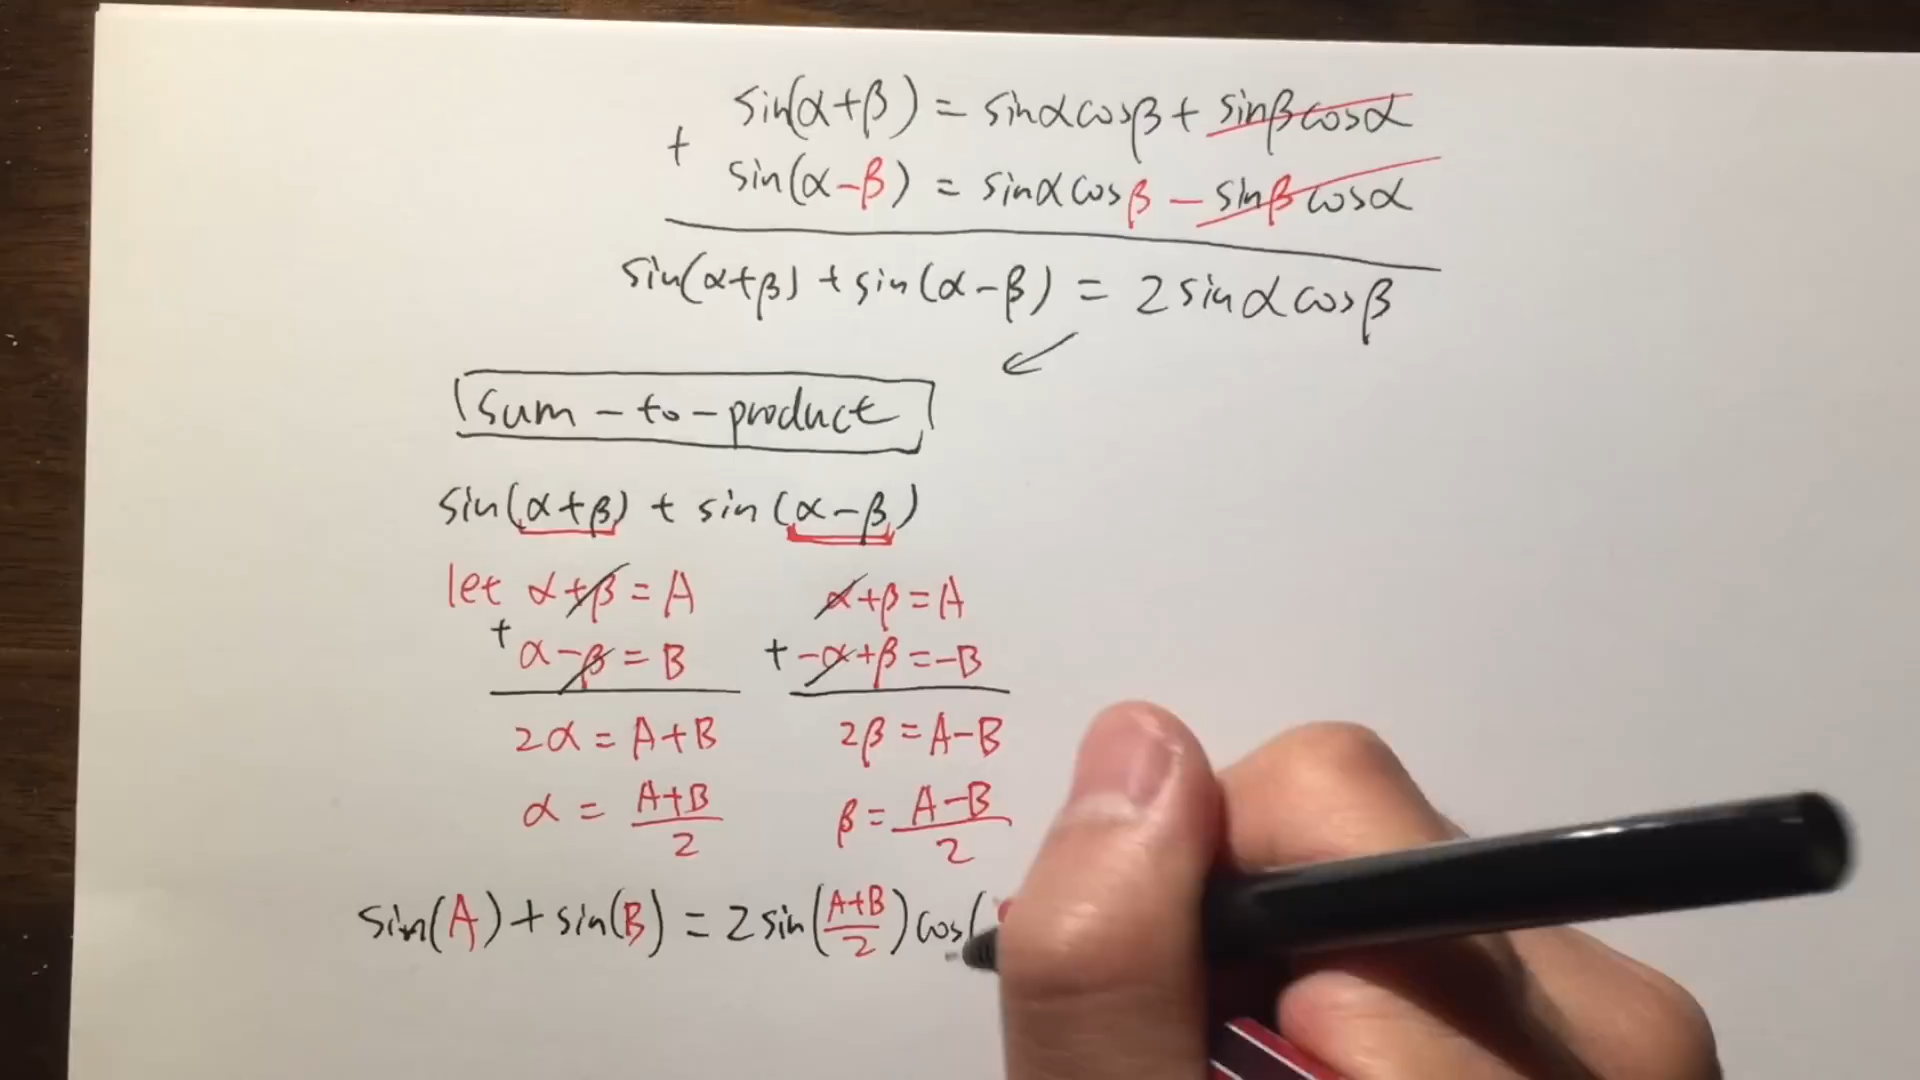 sin(α+β) = sinα cosβ + sinβ cosα
+
sin(α-β) = sinα cosβ - sinβ cosα
sin(α+β) + sin(α-β) = 2 sinα cosβ
sum-to-product
sin(α+β) + sin(α-β)
let α+β = A
+ α-β = B
2α = A+B
α = A+B/2
α+β = A
+ -α+β = -B
2β = A-B
β = A-B/2
sin(A) + sin(B) = 2 sin(A+B/2) cos(